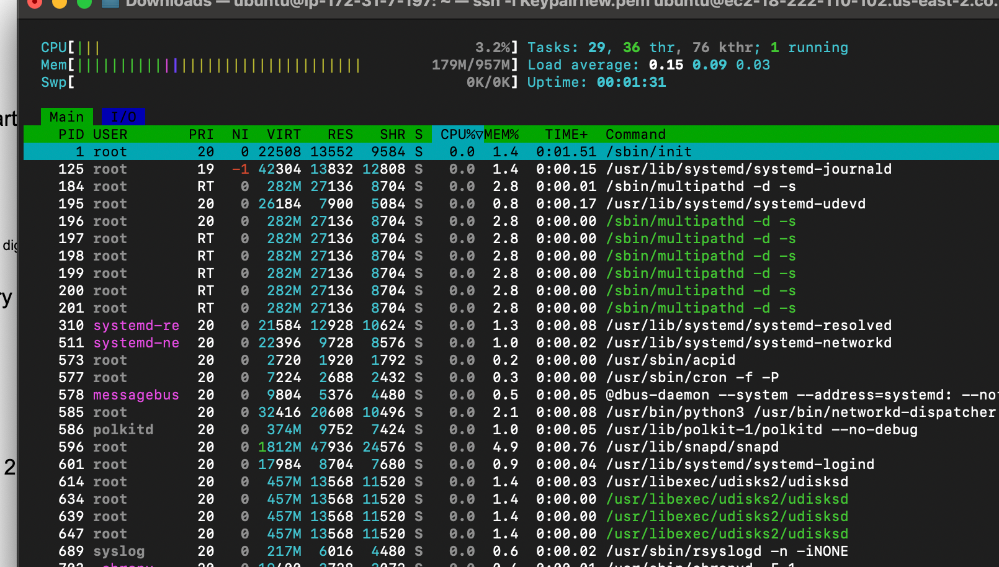 Downloads — ubuntu@ip-172-31-7-197: ~ — ssh -i Keypairnew.pem ubuntu@ec2-18-222-110-102.us-east-2.co
CPU[||| 3.2%] Tasks: 29, 36 thr, 76 kthr; 1 running
Mem[||||||||||||||||||||||||||||||||| 179M/957M] Load average: 0.15 0.09 0.03
Swp[ 0K/0K] Uptime: 00:01:31
art
Main I/O
PID USER PRI NI VIRT RES SHR S CPU%▽MEM% TIME+ Command
1 root 20 0 22508 13552 9584 S 0.0 1.4 0:01.51 /sbin/init
125 root 19 -1 42304 13832 12808 S 0.0 1.4 0:00.15 /usr/lib/systemd/systemd-journald
184 root RT 0 282M 27136 8704 S 0.0 2.8 0:00.01 /sbin/multipathd -d -s
195 root 20 0 26184 7900 5084 S 0.0 0.8 0:00.17 /usr/lib/systemd/systemd-udevd
196 root 20 0 282M 27136 8704 S 0.0 2.8 0:00.00 /sbin/multipathd -d -s
197 root RT 0 282M 27136 8704 S 0.0 2.8 0:00.00 /sbin/multipathd -d -s
dig
198 root RT 0 282M 27136 8704 S 0.0 2.8 0:00.00 /sbin/multipathd -d -s
199 root RT 0 282M 27136 8704 S 0.0 2.8 0:00.00 /sbin/multipathd -d -s
200 root RT 0 282M 27136 8704 S 0.0 2.8 0:00.00 /sbin/multipathd -d -s
ry
201 root RT 0 282M 27136 8704 S 0.0 2.8 0:00.00 /sbin/multipathd -d -s
310 systemd-re 20 0 21584 12928 10624 S 0.0 1.3 0:00.08 /usr/lib/systemd/systemd-resolved
511 systemd-ne 20 0 22396 9728 8576 S 0.0 1.0 0:00.02 /usr/lib/systemd/systemd-networkd
573 root 20 0 2720 1920 1792 S 0.0 0.2 0:00.00 /usr/sbin/acpid
577 root 20 0 7224 2688 2432 S 0.0 0.3 0:00.00 /usr/sbin/cron -f -P
578 messagebus 20 0 9804 5376 4480 S 0.0 0.5 0:00.05 @dbus-daemon --system --address=systemd: --no
585 root 20 0 32416 20608 10496 S 0.0 2.1 0:00.08 /usr/bin/python3 /usr/bin/networkd-dispatcher
586 polkitd 20 0 374M 9752 7424 S 0.0 1.0 0:00.05 /usr/lib/polkit-1/polkitd --no-debug
596 root 20 0 1812M 47936 24576 S 0.0 4.9 0:00.76 /usr/lib/snapd/snapd
601 root 20 0 17984 8704 7680 S 0.0 0.9 0:00.04 /usr/lib/systemd/systemd-logind
2
614 root 20 0 457M 13568 11520 S 0.0 1.4 0:00.03 /usr/libexec/udisks2/udisksd
634 root 20 0 457M 13568 11520 S 0.0 1.4 0:00.00 /usr/libexec/udisks2/udisksd
639 root 20 0 457M 13568 11520 S 0.0 1.4 0:00.00 /usr/libexec/udisks2/udisksd
647 root 20 0 457M 13568 11520 S 0.0 1.4 0:00.00 /usr/libexec/udisks2/udisksd
689 syslog 20 0 217M 6016 4480 S 0.0 0.6 0:00.02 /usr/sbin/rsyslogd -n -iNONE